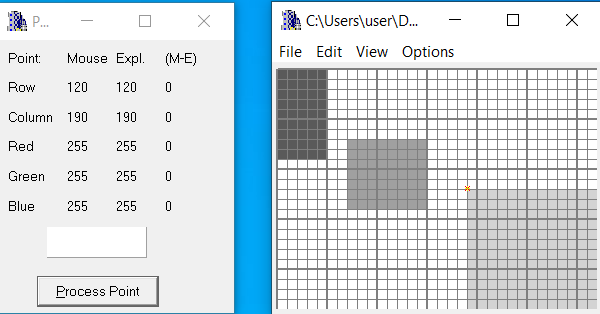 P...
Point: Mouse Expl. (M-E)
Row 120 120 0
Column 190 190 0
Red 255 255 0
Green 255 255 0
Blue 255 255 0
Process Point
C:\Users\user\D...
File Edit View Options